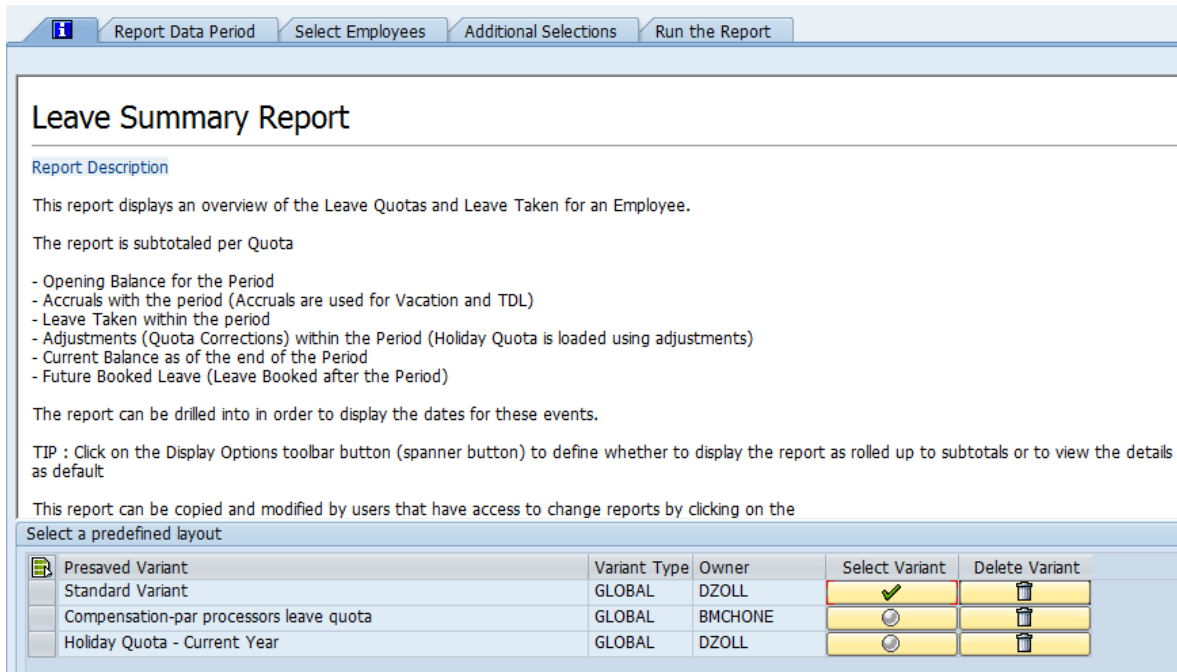 Report Data Period Select Employees Additional Selections Run the Report
Leave Summary Report
Report Description
This report displays an overview of the Leave Quotas and Leave Taken for an Employee.
The report is subtotaled per Quota
- Opening Balance for the Period
- Accruals with the period (Accruals are used for Vacation and TDL)
- Leave Taken within the period
- Adjustments (Quota Corrections) within the Period (Holiday Quota is loaded using adjustments)
- Current Balance as of the end of the Period
- Future Booked Leave (Leave Booked after the Period)
The report can be drilled into in order to display the dates for these events.
TIP : Click on the Display Options toolbar button (spanner button) to define whether to display the report as rolled up to subtotals or to view the details
as default
This report can be copied and modified by users that have access to change reports by clicking on the
Select a predefined layout
Presaved Variant Variant Type Owner Select Variant Delete Variant
Standard Variant GLOBAL DZOLL
Compensation-par processors leave quota GLOBAL BMCHONE
Holiday Quota - Current Year GLOBAL DZOLL